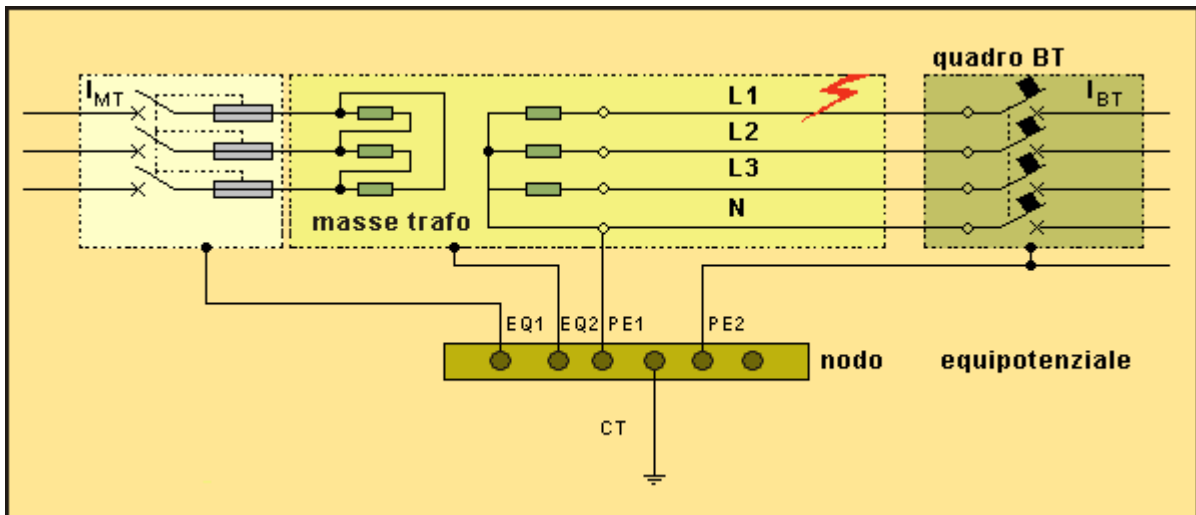 quadro BT
IMT
L1
IBT
L2
L3
masse trafo
N
EQ1 EQ2 PE1 PE2
nodo equipotenziale
CT